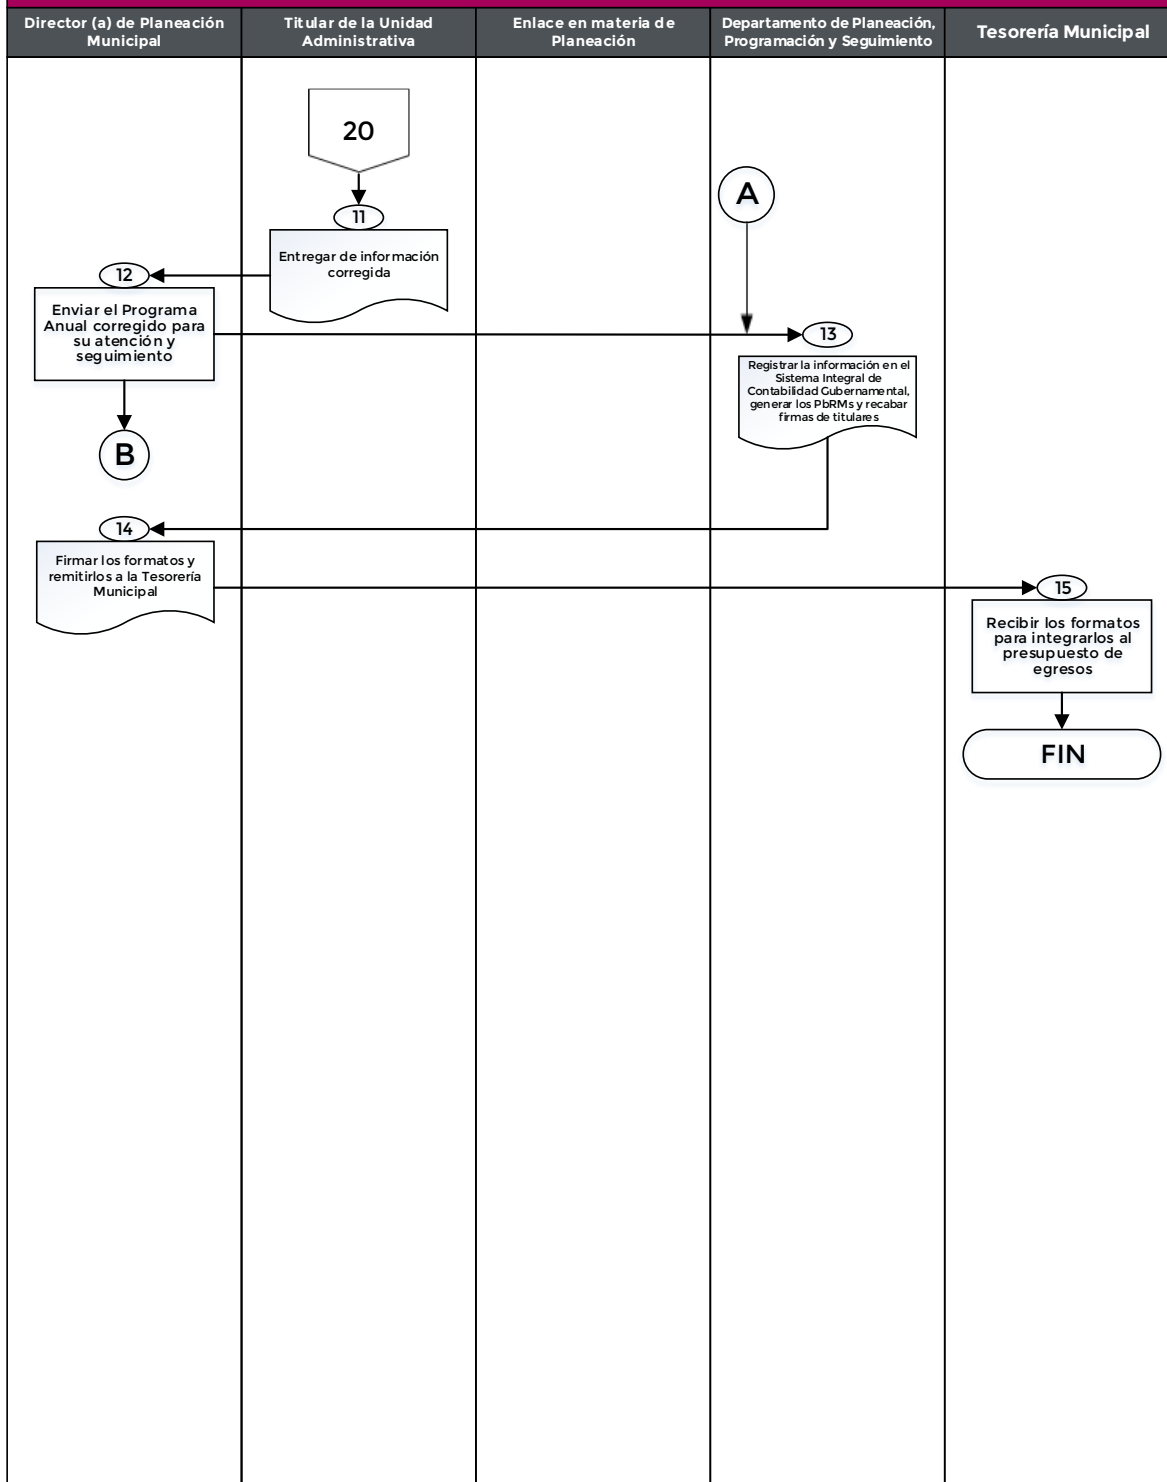 Director (a) de Planeación
Municipal
Titular de la Unidad
Administrativa
Enlace en materia de
Planeación
Departamento de Planeación,
Programación y Seguimiento
Tesorería Municipal
20
11
Entregar de información
corregida
A
12
Enviar el Programa
Anual corregido para
su atención y
seguimiento
B
13
Registrar la información en el
Sistema Integral de
Contabilidad Gubernamental,
generar los PbRMs y recabar
firmas de titulares
14
Firmar los formatos y
remitirlos a la Tesorería
Municipal
15
Recibir los formatos
para integrarlos al
presupuesto de
egresos
FIN